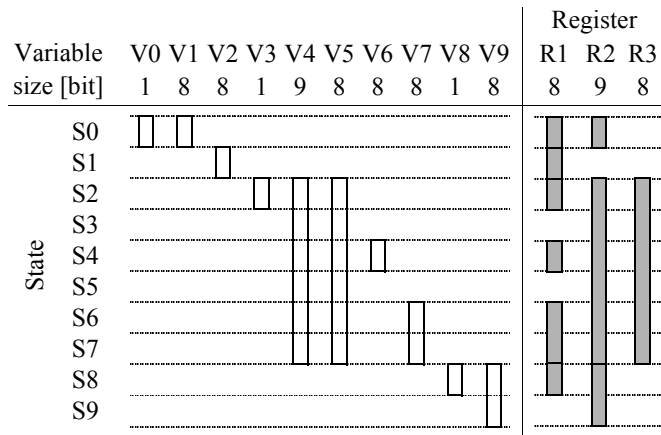 Register
Variable V0 V1 V2 V3 V4 V5 V6 V7 V8 V9 R1 R2 R3
size [bit] 1 8 8 1 9 8 8 8 1 8 8 9 8
S0
S1
S2
S3
S4
State
S5
S6
S7
S8
S9